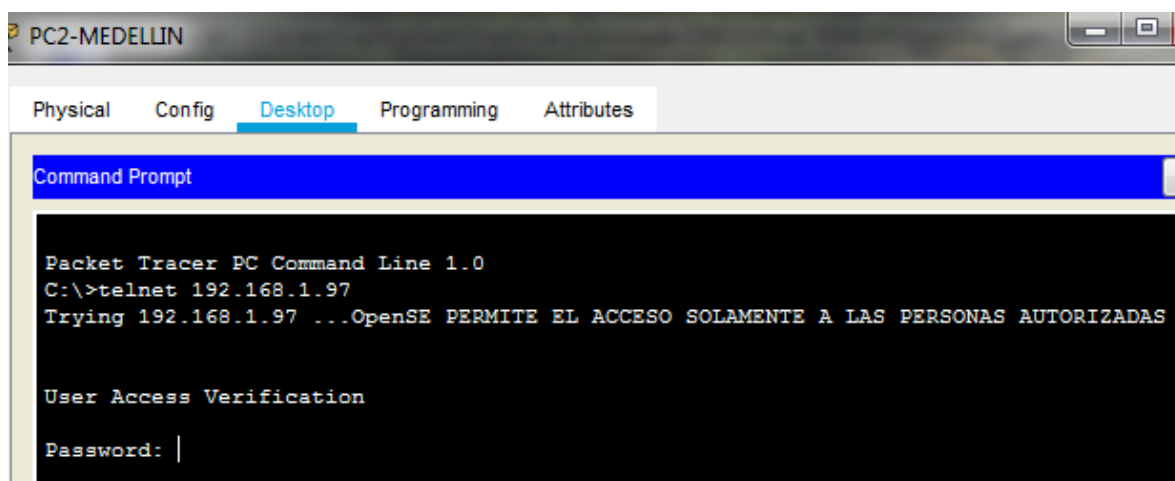 PC2-MEDELLIN
Physical Config Desktop Programming Attributes
Command Prompt
Packet Tracer PC Command Line 1.0
C:\>telnet 192.168.1.97
Trying 192.168.1.97 ...OpenSE PERMITE EL ACCESO SOLAMENTE A LAS PERSONAS AUTORIZADAS
User Access Verification
Password: